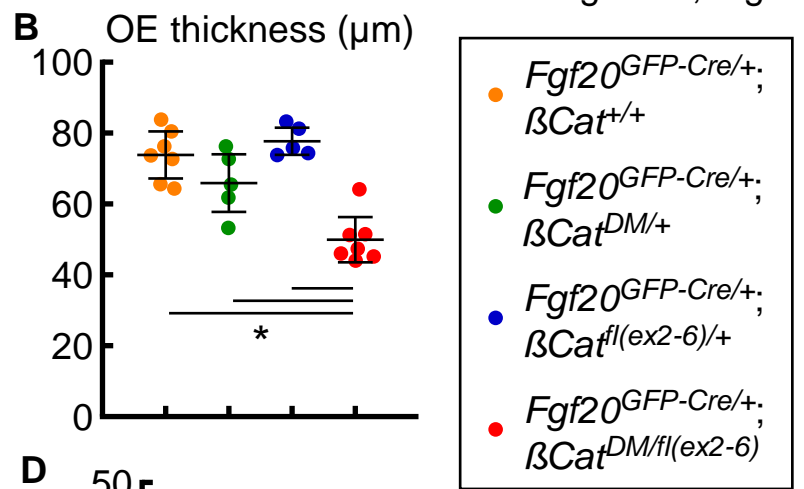 B OE thickness (µm)
100
80
60
40
20
0
*
Fgf20GFP-Cre/+;
ßCat+/+
Fgf20GFP-Cre/+;
ßCatDM/+
Fgf20GFP-Cre/+;
ßCatfl(ex2-6)/+
Fgf20GFP-Cre/+;
ßCatDM/fl(ex2-6)
D 50